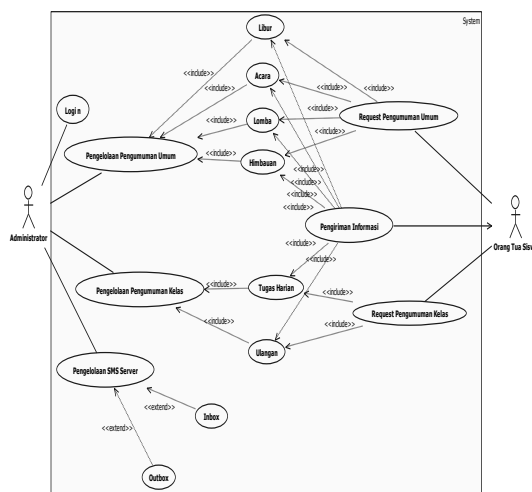 System
Libur
<<include>>
Acara
<<include>>
<<include>>
<<include>>
Login
<<include>>
Lomba
<<include>>
Request Pengumuman Umum
Pengelolaan Pengumuman Umum
<<include>>
Himbauan
<<include>>
<<include>>
<<include>>
<<include>>
Administrator
Pengiriman Informasi
Orang Tua Sisw
<<include>>
<<include>>
Pengelolaan Pengumuman Kelas
<<include>>
Tugas Harian
<<include>>
Request Pengumuman Kelas
<<include>>
<<include>>
Ulangan
Pengelolaan SMS Server
<<extend>>
Inbox
<<extend>>
Outbox